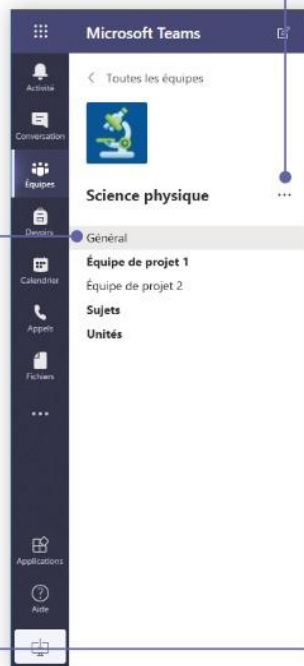 Microsoft Teams
Activité
Conversation
Équipes
Devoirs
Calendrier
Appels
Fichiers
...
Applications
Aide
< Toutes les équipes
Science physique ...
Général
Équipe de projet 1
Équipe de projet 2
Sujets
Unités